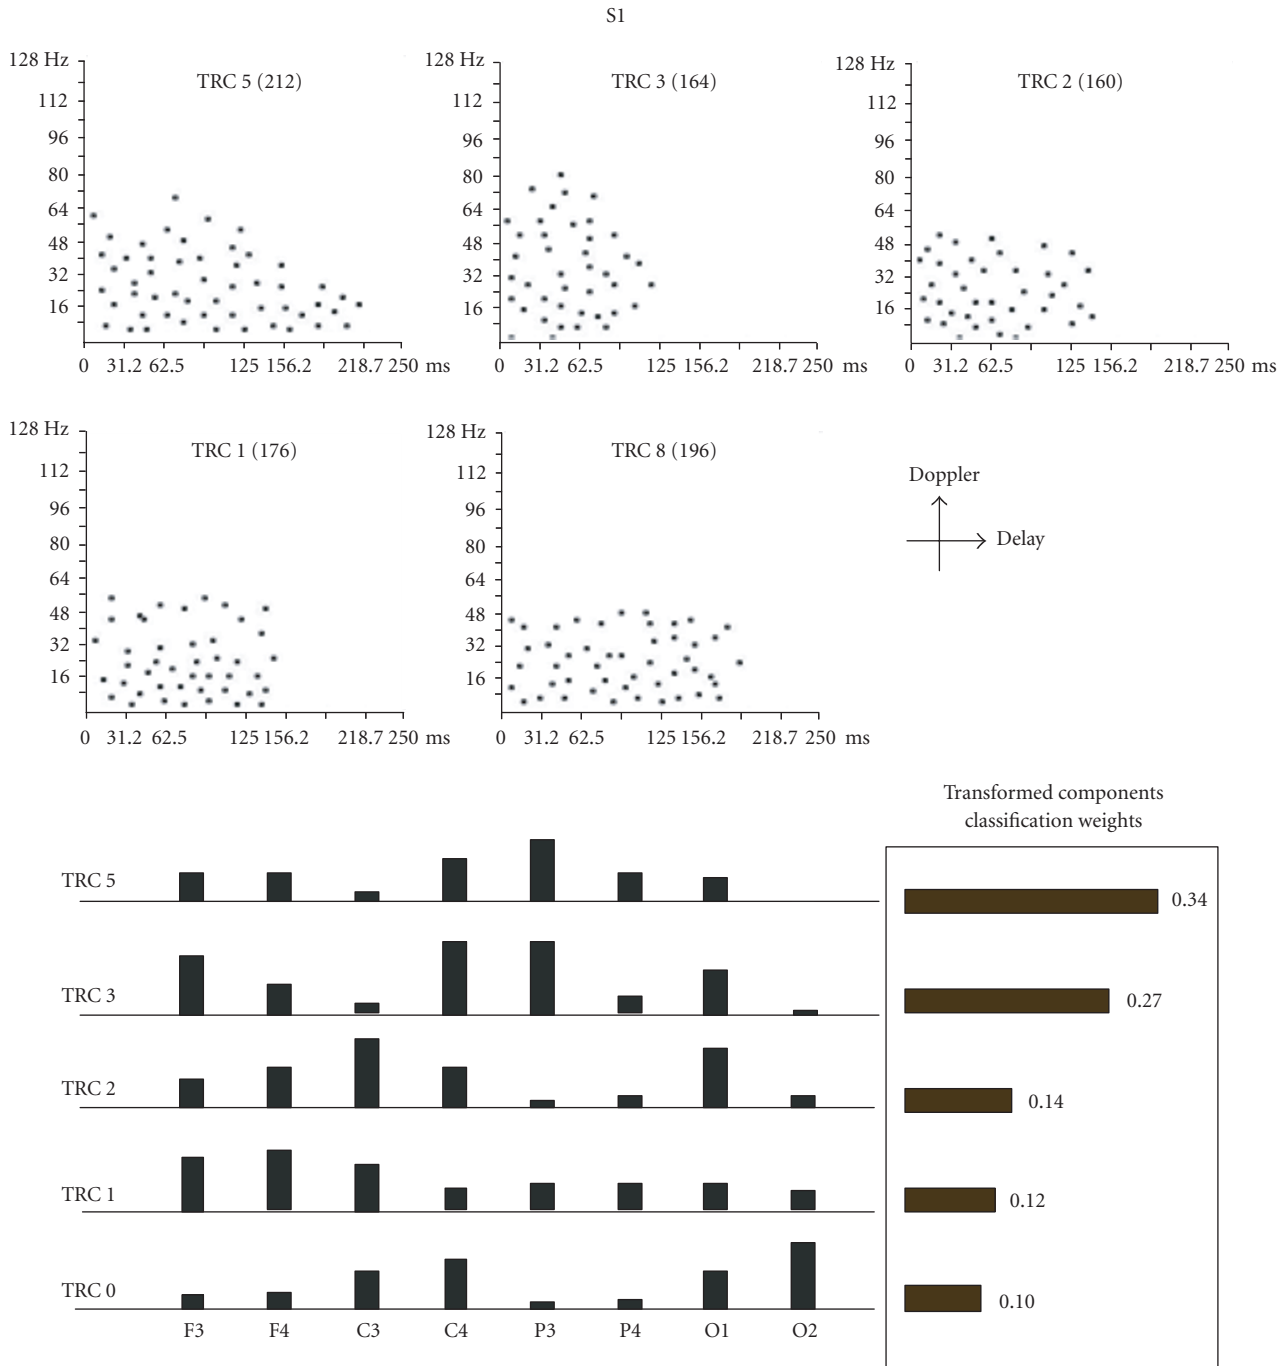 S1
TRC 5 (212)
128 Hz
112
96
80
64
48
32
16
0 31.2 62.5 125 156.2 218.7 250 ms
TRC 3 (164)
128 Hz
112
96
80
64
48
32
16
0 31.2 62.5 125 156.2 218.7 250 ms
TRC 2 (160)
128 Hz
112
96
80
64
48
32
16
0 31.2 62.5 125 156.2 218.7 250 ms
TRC 1 (176)
128 Hz
112
96
80
64
48
32
16
0 31.2 62.5 125 156.2 218.7 250 ms
TRC 8 (196)
128 Hz
112
96
80
64
48
32
16
0 31.2 62.5 125 156.2 218.7 250 ms
Doppler
Delay
Transformed components
classification weights
TRC 5
0.34
TRC 3
0.27
TRC 2
0.14
TRC 1
0.12
TRC 0
0.10
F3 F4 C3 C4 P3 P4 O1 O2